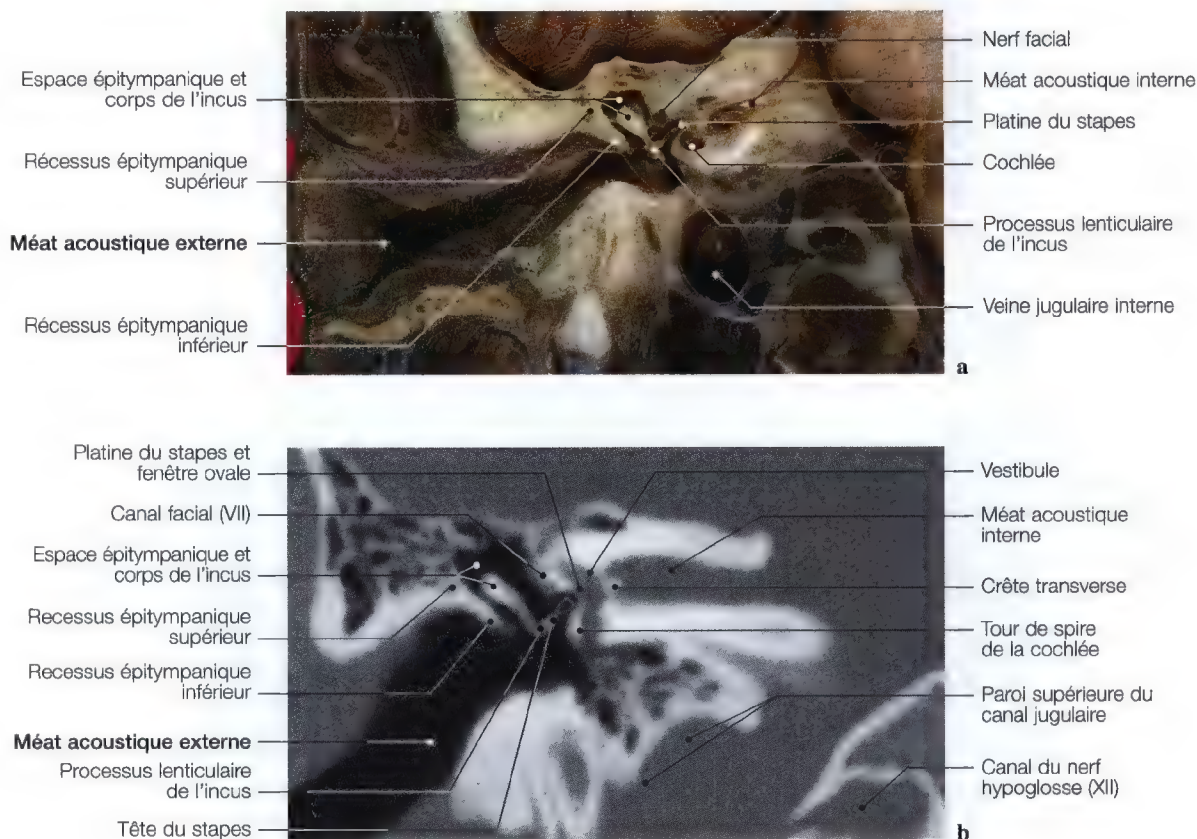 Espace épitympanique et
corps de l'incus
Récessus épitympanique
supérieur
Méat acoustique externe
Récessus épitympanique
inférieur
Nerf facial
Méat acoustique interne
Platine du stapes
Cochlée
Processus lenticulaire
de l'incus
Veine jugulaire interne
a
Platine du stapes et
fenêtre ovale
Canal facial (VII)
Espace épitympanique et
corps de l'incus
Recessus épitympanique
supérieur
Recessus épitympanique
inférieur
Méat acoustique externe
Processus lenticulaire
de l'incus
Tête du stapes
Vestibule
Méat acoustique
interne
Crête transverse
Tour de spire
de la cochlée
Paroi supérieure du
canal jugulaire
Canal du nerf
hypoglosse (XII)
b